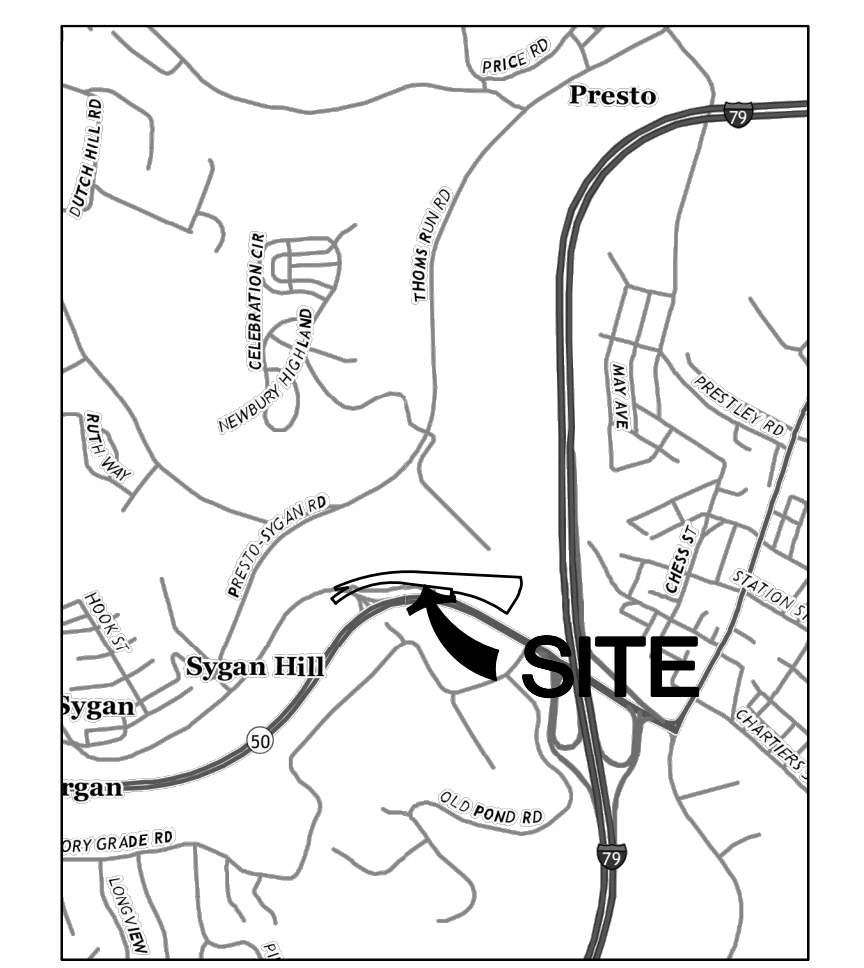 PRICE RD
Presto
79
DUTCH HILL RD
THOMS RUN RD
CELEBRATION CIR
NEWBURY HIGHLAND
MAY AVE
PRESTLEY RD
RUTH WAY
PRESTO-SYGAN RD
CHESS ST
STATION ST
HOOK ST
SITE
Sygan Hill
Sygan
50
CHARTIERS S
rgan
OLD POND RD
ORY GRADE RD
79
LONGVIEW
PI